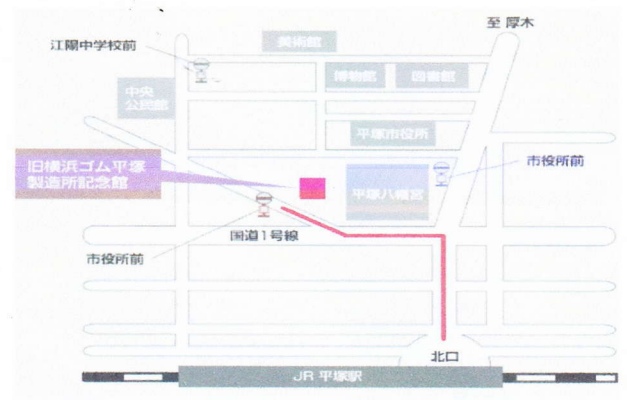 至 厚木
江陽中学校前
美術館
博物館
図書館
中央
公民館
平塚市役所
旧横浜ゴム平塚
製造所記念館
市役所前
平塚八幡宮
国道1号線
市役所前
北口
JR 平塚駅